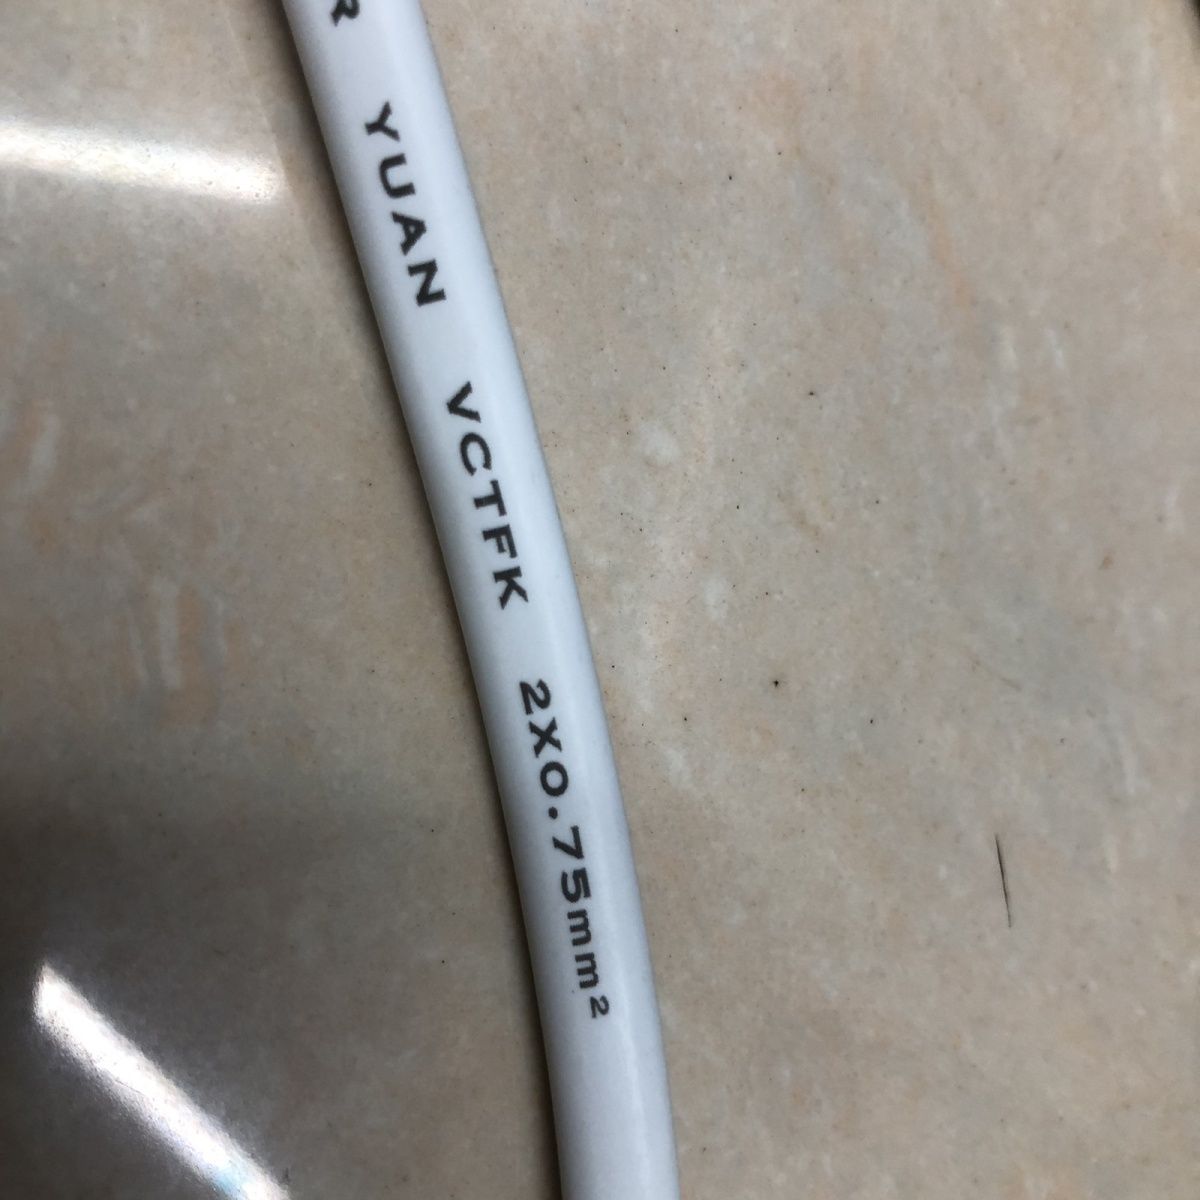 YUAN VCTFK 2X0.75mm²